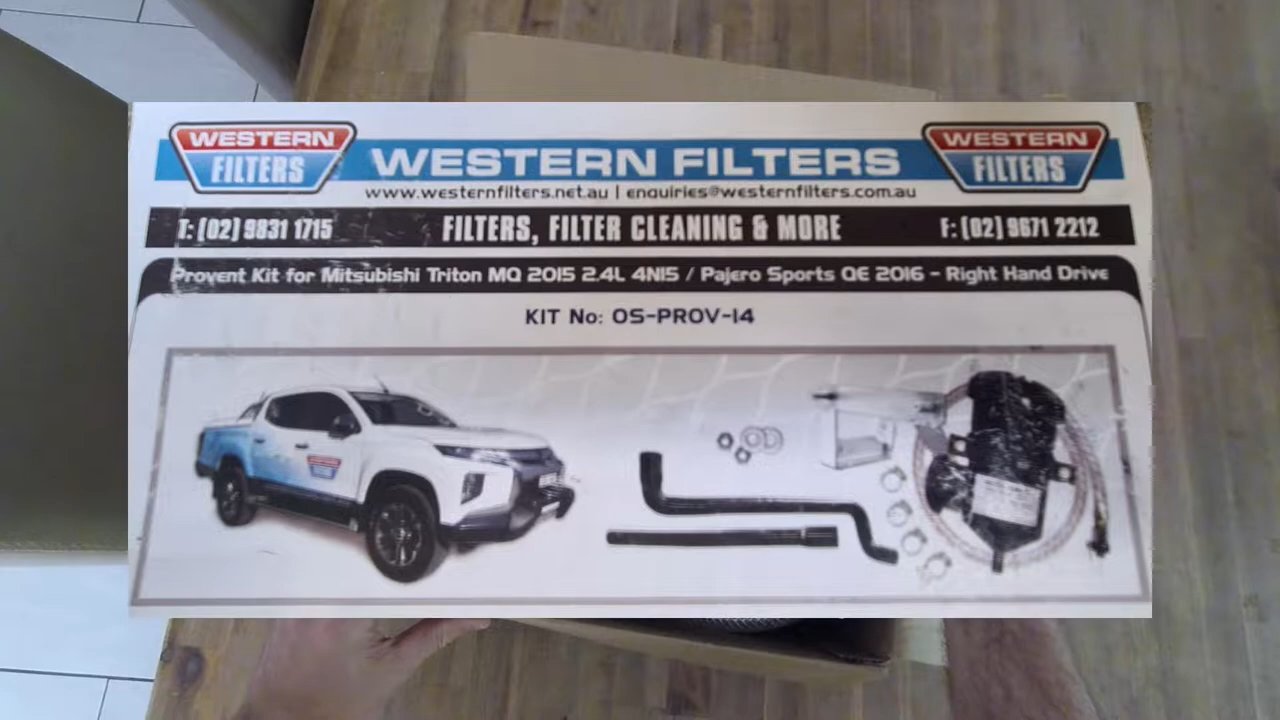 WESTERN FILTERS
WESTERN FILTERS
WESTERN FILTERS
www.westernfilters.net.au | enquiries@westernfilters.com.au
T: (02) 9831 1715 FILTERS, FILTER CLEANING & MORE F: (02) 9671 2212
Provent Kit for Mitsubishi Triton MQ 2015 2.4L 4N15 / Pajero Sports QE 2016 - Right Hand Drive
KIT No: OS-PROV-14
WESTERN